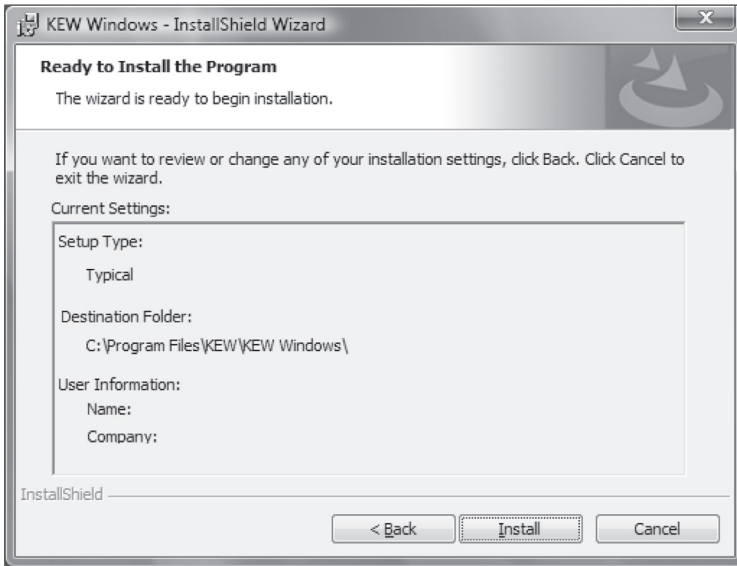 KEW Windows - InstallShield Wizard
Ready to Install the Program
The wizard is ready to begin installation.
If you want to review or change any of your installation settings, click Back. Click Cancel to
exit the wizard.
Current Settings:
Setup Type:
Typical
Destination Folder:
C:\Program Files\KEW\KEW Windows\
User Information:
Name:
Company:
InstallShield
< Back
Install
Cancel